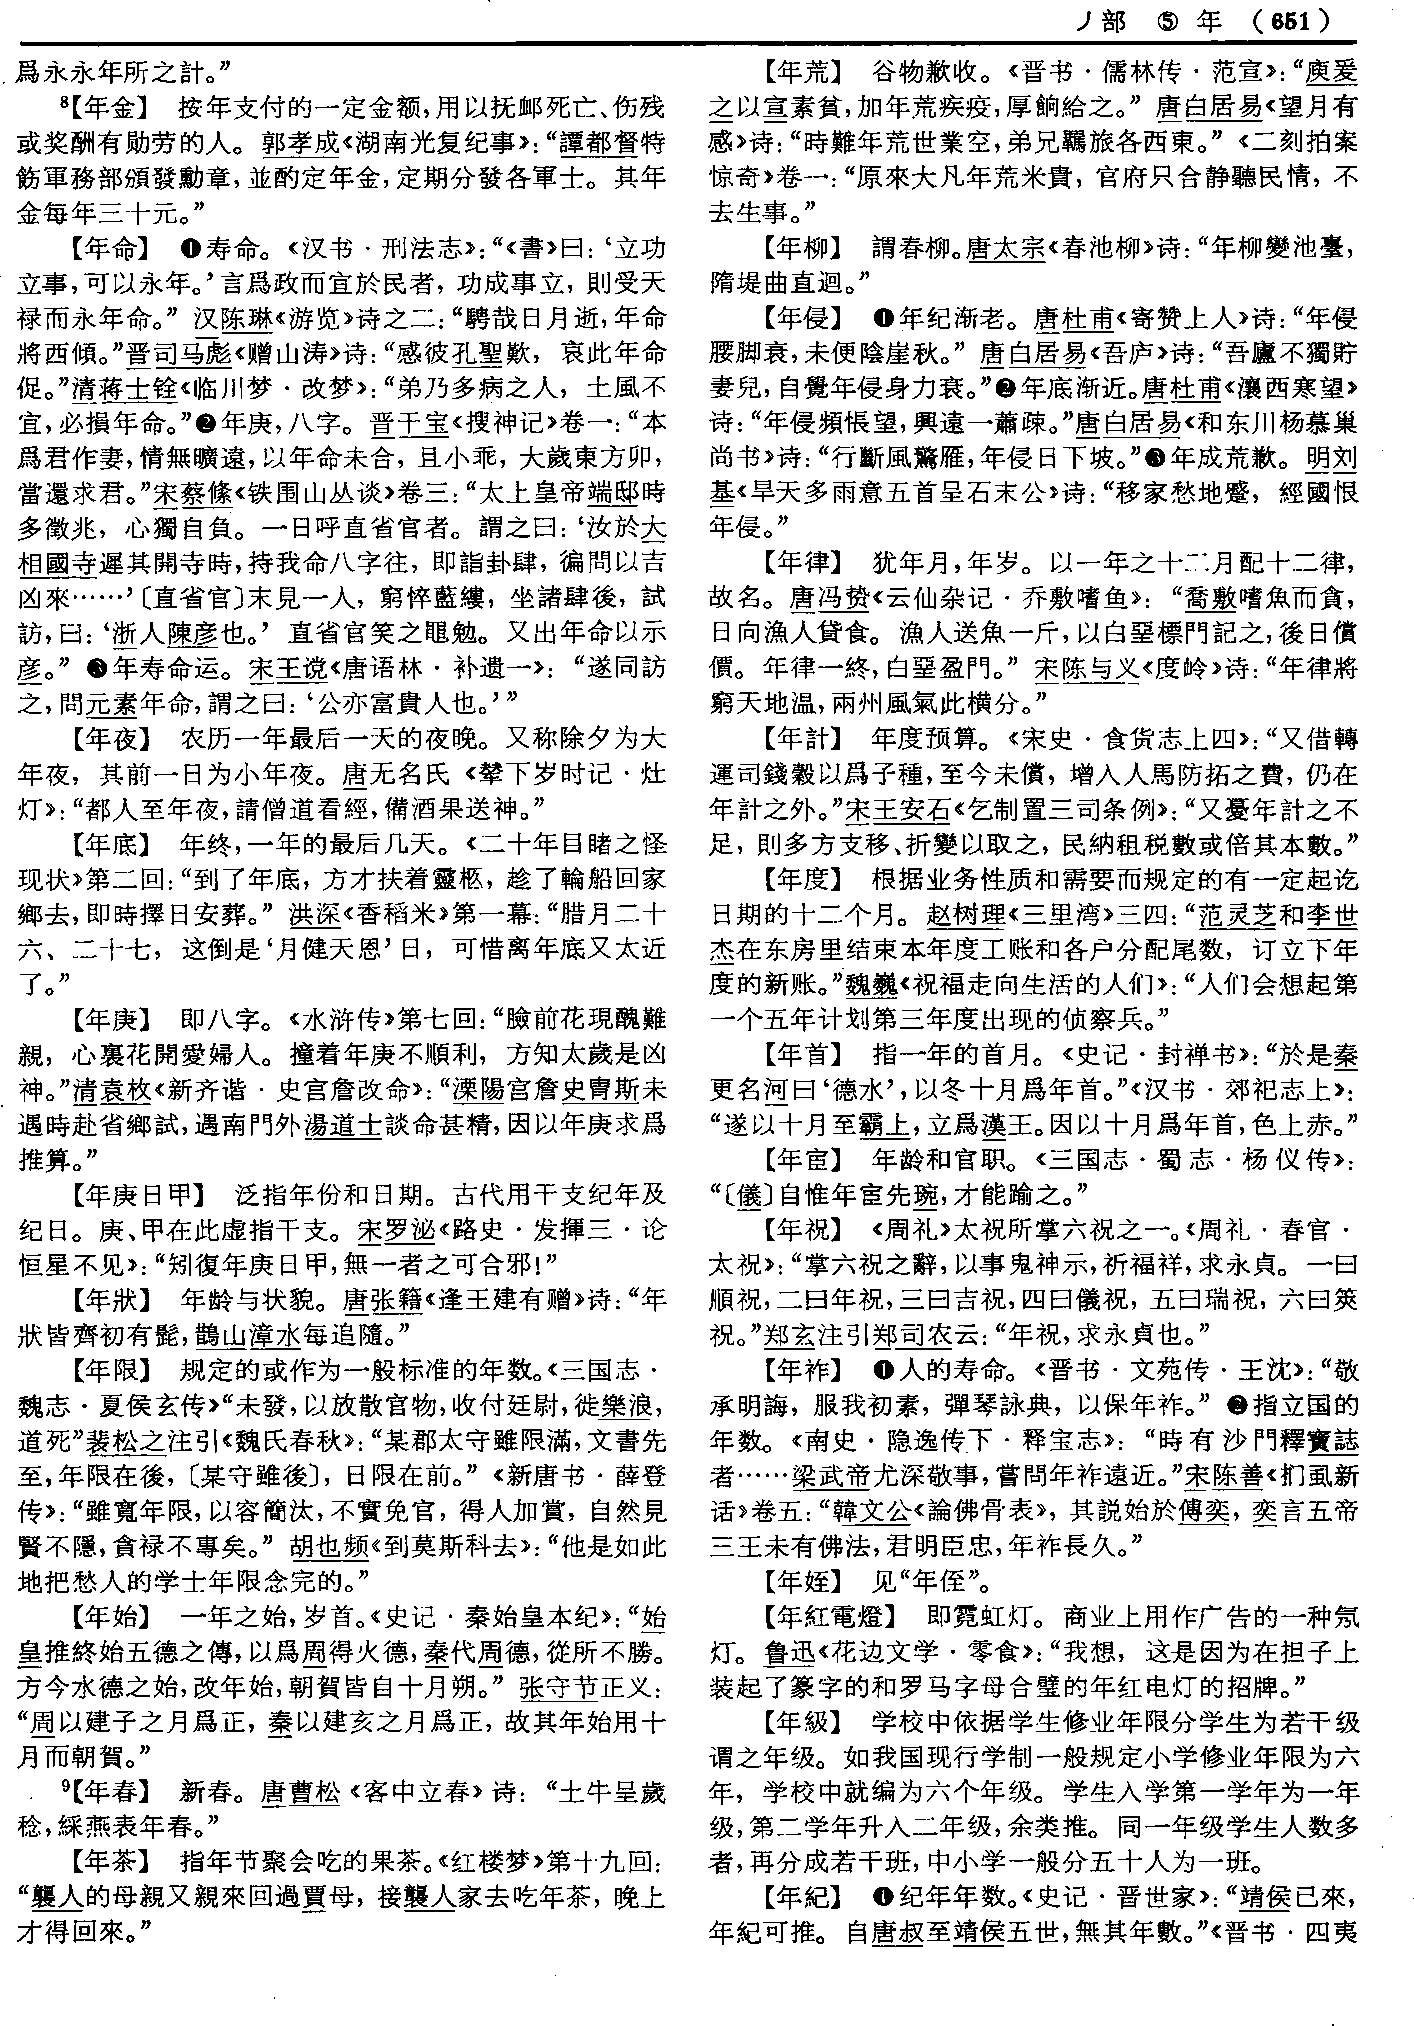 丿部 ⑤ 年 (651)
爲永永年所之計。”
⁸【年金】 按年支付的一定金额,用以抚卹死亡、伤残
或奖酬有勋劳的人。郭孝成《湖南光复纪事》:“譚都督特
飭軍務部頒發勳章,並酌定年金,定期分發各軍士。其年
金每年三十元。”
【年命】 ❶寿命。《汉书·刑法志》:“《書》曰:‘立功
立事,可以永年。’言爲政而宜於民者,功成事立,則受天
禄而永年命。” 汉陈琳《游览》诗之二:“騁哉日月逝,年命
將西傾。”晋司马彪《赠山涛》诗:“感彼孔聖歎,哀此年命
促。”清蒋士铨《临川梦·改梦》:“弟乃多病之人,土風不
宜,必損年命。”❷年庚,八字。晋干宝《搜神记》卷一:“本
爲君作妻,情無曠遠,以年命未合,且小乖,大歲東方卯,
當還求君。”宋蔡絛《铁围山丛谈》卷三:“太上皇帝端邸時
多徵兆,心獨自負。一日呼直省官者。謂之曰:‘汝於大
相國寺遲其開寺時,持我命八字往,即詣卦肆,徧問以吉
凶來……’〔直省官〕末見一人,窮悴藍縷,坐諸肆後,試
訪,曰:‘浙人陳彦也。’ 直省官笑之黽勉。又出年命以示
彦。” ❸年寿命运。宋王谠《唐语林·补遗一》:“遂同訪
之,問元素年命,謂之曰:‘公亦富貴人也。’”
【年夜】 农历一年最后一天的夜晚。又称除夕为大
年夜,其前一日为小年夜。唐无名氏《辇下岁时记·灶
灯》:“都人至年夜,請僧道看經,備酒果送神。”
【年底】 年终,一年的最后几天。《二十年目睹之怪
现状》第二回:“到了年底,方才扶着靈柩,趁了輪船回家
鄉去,即時擇日安葬。” 洪深《香稻米》第一幕:“腊月二十
六、二十七,这倒是‘月健天恩’日,可惜离年底又太近
了。”
【年庚】 即八字。《水浒传》第七回:“臉前花現醜難
親,心裏花開愛婦人。撞着年庚不順利,方知太歲是凶
神。”清袁枚《新齐谐·史宫詹改命》:“溧陽宫詹史冑斯未
遇時赴省鄉試,遇南門外湯道士談命甚精,因以年庚求爲
推算。”
【年庚日甲】 泛指年份和日期。古代用干支纪年及
纪日。庚、甲在此虚指干支。宋罗泌《路史·发揮三·论
恒星不见》:“矧復年庚日甲,無一者之可合邪!”
【年狀】 年龄与状貌。唐张籍《逢王建有赠》诗:“年
狀皆齊初有髭,鵲山漳水每追隨。”
【年限】 规定的或作为一般标准的年数。《三国志·
魏志·夏侯玄传》“未發,以放散官物,收付廷尉,徙樂浪,
道死”裴松之注引《魏氏春秋》:“某郡太守雖限滿,文書先
至,年限在後,〔某守雖後〕,日限在前。”《新唐书·薛登
传》:“雖寬年限,以容簡汰,不實免官,得人加賞,自然見
賢不隱,貪禄不專矣。” 胡也频《到莫斯科去》:“他是如此
地把愁人的学士年限念完的。”
【年始】 一年之始,岁首。《史记·秦始皇本纪》:“始
皇推終始五德之傳,以爲周得火德,秦代周德,從所不勝。
方今水德之始,改年始,朝賀皆自十月朔。” 张守节正义:
“周以建子之月爲正,秦以建亥之月爲正,故其年始用十
月而朝賀。”
⁹【年春】 新春。唐曹松《客中立春》诗:“土牛呈歲
稔,綵燕表年春。”
【年茶】 指年节聚会吃的果茶。《红楼梦》第十九回:
“襲人的母親又親來回過賈母,接襲人家去吃年茶,晚上
才得回來。”
【年荒】 谷物歉收。《晋书·儒林传·范宣》:“庾爰
之以宣素貧,加年荒疾疫,厚餉給之。” 唐白居易《望月有
感》诗:“時難年荒世業空,弟兄羈旅各西東。”《二刻拍案
惊奇》卷一:“原來大凡年荒米貴,官府只合静聽民情,不
去生事。”
【年柳】 謂春柳。唐太宗《春池柳》诗:“年柳變池臺,
隋堤曲直迴。”
【年侵】 ❶年纪渐老。唐杜甫《寄赞上人》诗:“年侵
腰脚衰,未便陰崖秋。” 唐白居易《吾庐》诗:“吾廬不獨貯
妻兒,自覺年侵身力衰。”❷年底渐近。唐杜甫《瀼西寒望》
诗:“年侵頻悵望,興遠一蕭疎。”唐白居易《和东川杨慕巢
尚书》诗:“行斷風驚雁,年侵日下坡。”❸年成荒歉。明刘
基《旱天多雨意五首呈石末公》诗:“移家愁地蹙,經國恨
年侵。”
【年律】 犹年月,年岁。以一年之十二月配十二律,
故名。唐冯贽《云仙杂记·乔敷嗜鱼》:“喬敷嗜魚而貪,
日向漁人貸食。漁人送魚一斤,以白堊標門記之,後日償
價。年律一終,白堊盈門。” 宋陈与义《度岭》诗:“年律將
窮天地温,兩州風氣此横分。”
【年計】 年度预算。《宋史·食货志上四》:“又借轉
運司錢穀以爲子種,至今未償,增入人馬防拓之費,仍在
年計之外。”宋王安石《乞制置三司条例》:“又憂年計之不
足,則多方支移、折變以取之,民納租税數或倍其本數。”
【年度】 根据业务性质和需要而规定的有一定起讫
日期的十二个月。赵树理《三里湾》三四:“范灵芝和李世
杰在东房里结束本年度工账和各户分配尾数,订立下年
度的新账。”魏巍《祝福走向生活的人们》:“人们会想起第
一个五年计划第三年度出现的侦察兵。”
【年首】 指一年的首月。《史记·封禅书》:“於是秦
更名河曰‘德水’,以冬十月爲年首。”《汉书·郊祀志上》:
“遂以十月至霸上,立爲漢王。因以十月爲年首,色上赤。”
【年宦】 年龄和官职。《三国志·蜀志·杨仪传》:
“〔儀〕自惟年宦先琬,才能踰之。”
【年祝】 《周礼》太祝所掌六祝之一。《周礼·春官·
太祝》:“掌六祝之辭,以事鬼神示,祈福祥,求永貞。一曰
順祝,二曰年祝,三曰吉祝,四曰儀祝,五曰瑞祝,六曰筴
祝。”郑玄注引郑司农云:“年祝,求永貞也。”
【年祚】 ❶人的寿命。《晋书·文苑传·王沈》:“敬
承明誨,服我初素,彈琴詠典,以保年祚。” ❷指立国的
年数。《南史·隐逸传下·释宝志》:“時有沙門釋寶誌
者……梁武帝尤深敬事,嘗問年祚遠近。”宋陈善《扪虱新
话》卷五:“韓文公《論佛骨表》,其説始於傅奕,奕言五帝
三王未有佛法,君明臣忠,年祚長久。”
【年姪】 见“年侄”。
【年紅電燈】 即霓虹灯。商业上用作广告的一种氖
灯。鲁迅《花边文学·零食》:“我想,这是因为在担子上
装起了篆字的和罗马字母合璧的年红电灯的招牌。”
【年級】 学校中依据学生修业年限分学生为若干级
谓之年级。如我国现行学制一般规定小学修业年限为六
年,学校中就编为六个年级。学生入学第一学年为一年
级,第二学年升入二年级,余类推。同一年级学生人数多
者,再分成若干班,中小学一般分五十人为一班。
【年紀】 ❶纪年年数。《史记·晋世家》:“靖侯已來,
年紀可推。自唐叔至靖侯五世,無其年數。”《晋书·四夷